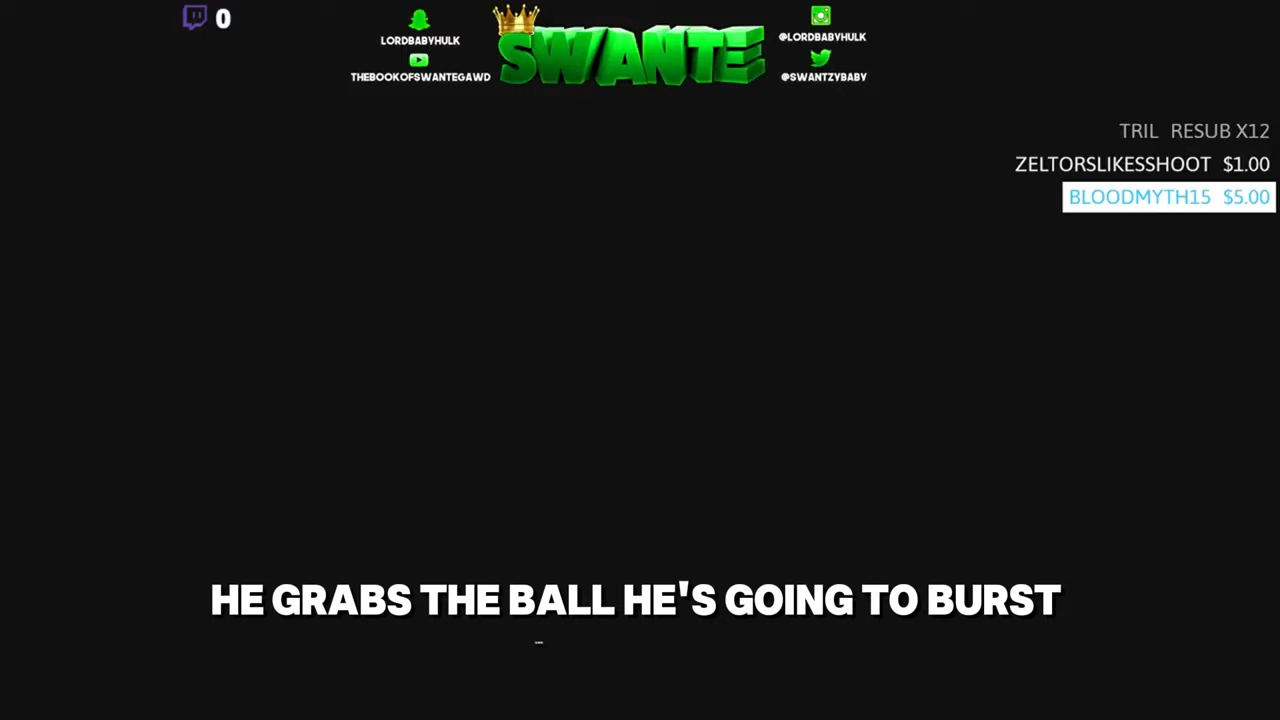 0
LORDBABYHULK
THEBOOKOFSWANTEGAWD
SWANTE
@LORDBABYHULK
@SWANTZYBABY
TRIL RESUB X12
ZELTORSLIKESSHOOT $1.00
BLOODMYTH15 $5.00
HE GRABS THE BALL HE'S GOING TO BURST